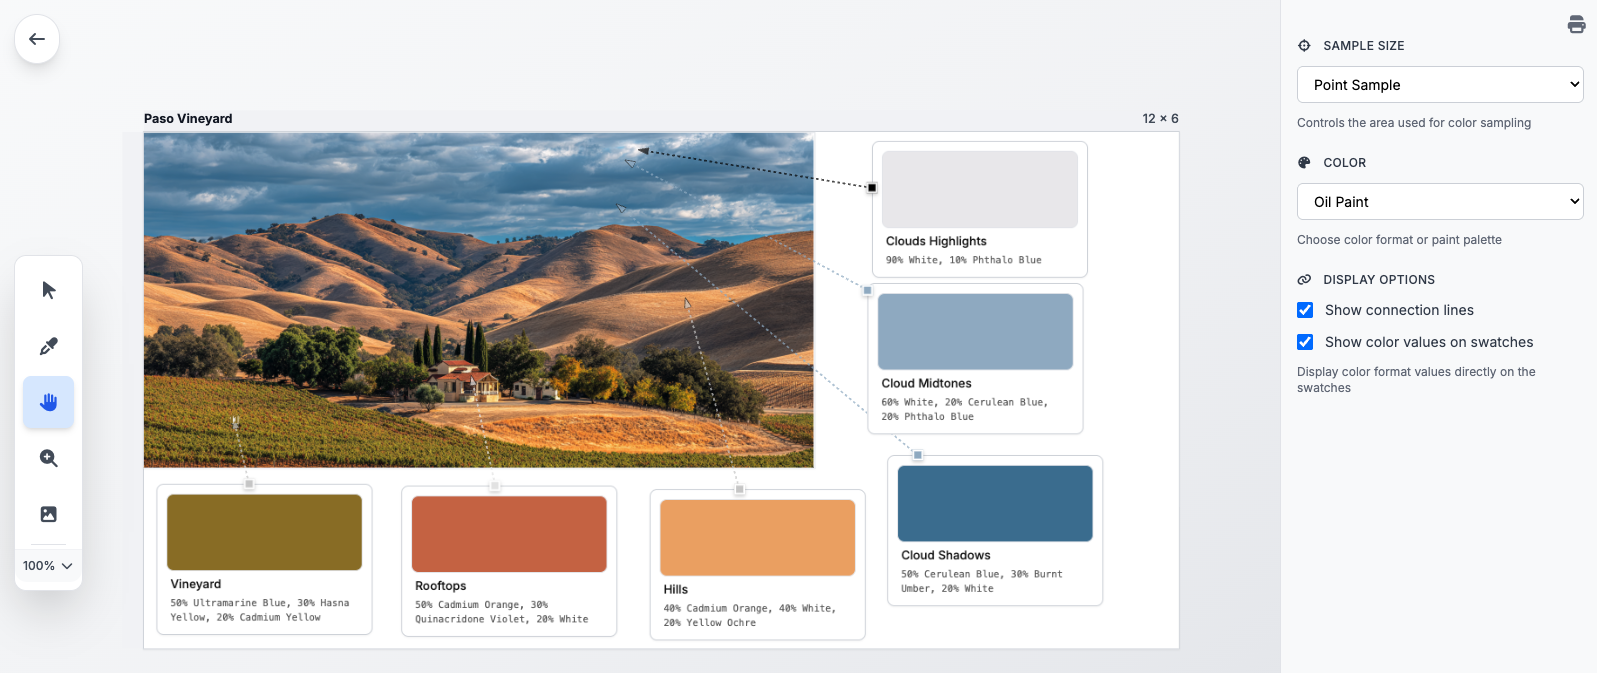 Paso Vineyard
12 × 6
Clouds Highlights
90% White, 10% Phthalo Blue
Cloud Midtones
60% White, 20% Cerulean Blue,
20% Phthalo Blue
Cloud Shadows
50% Cerulean Blue, 30% Burnt
Umber, 20% White
Vineyard
50% Ultramarine Blue, 30% Hasna
Yellow, 20% Cadmium Yellow
Rooftops
50% Cadmium Orange, 30%
Quinacridone Violet, 20% White
Hills
40% Cadmium Orange, 40% White,
20% Yellow Ochre
100%
SAMPLE SIZE
Point Sample
Controls the area used for color sampling
COLOR
Oil Paint
Choose color format or paint palette
DISPLAY OPTIONS
Show connection lines
Show color values on swatches
Display color format values directly on the
swatches